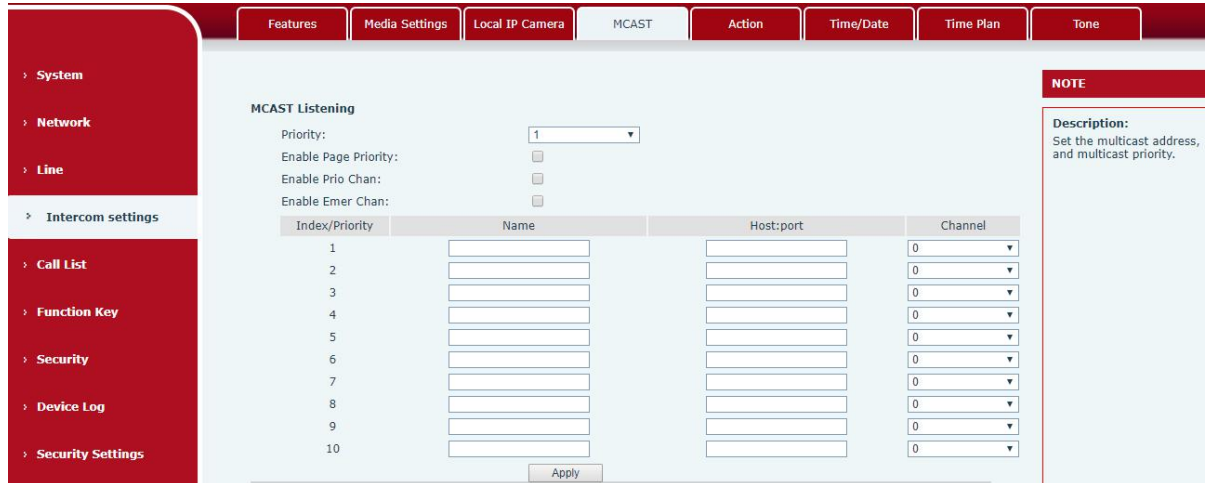 Features Media Settings Local IP Camera MCAST Action Time/Date Time Plan Tone
› System
› Network
› Line
› Intercom settings
› Call List
› Function Key
› Security
› Device Log
› Security Settings
MCAST Listening
Priority: 1
Enable Page Priority:
Enable Prio Chan:
Enable Emer Chan:
Index/Priority Name Host:port Channel
1 0
2 0
3 0
4 0
5 0
6 0
7 0
8 0
9 0
10 0
Apply
NOTE
Description:
Set the multicast address,
and multicast priority.